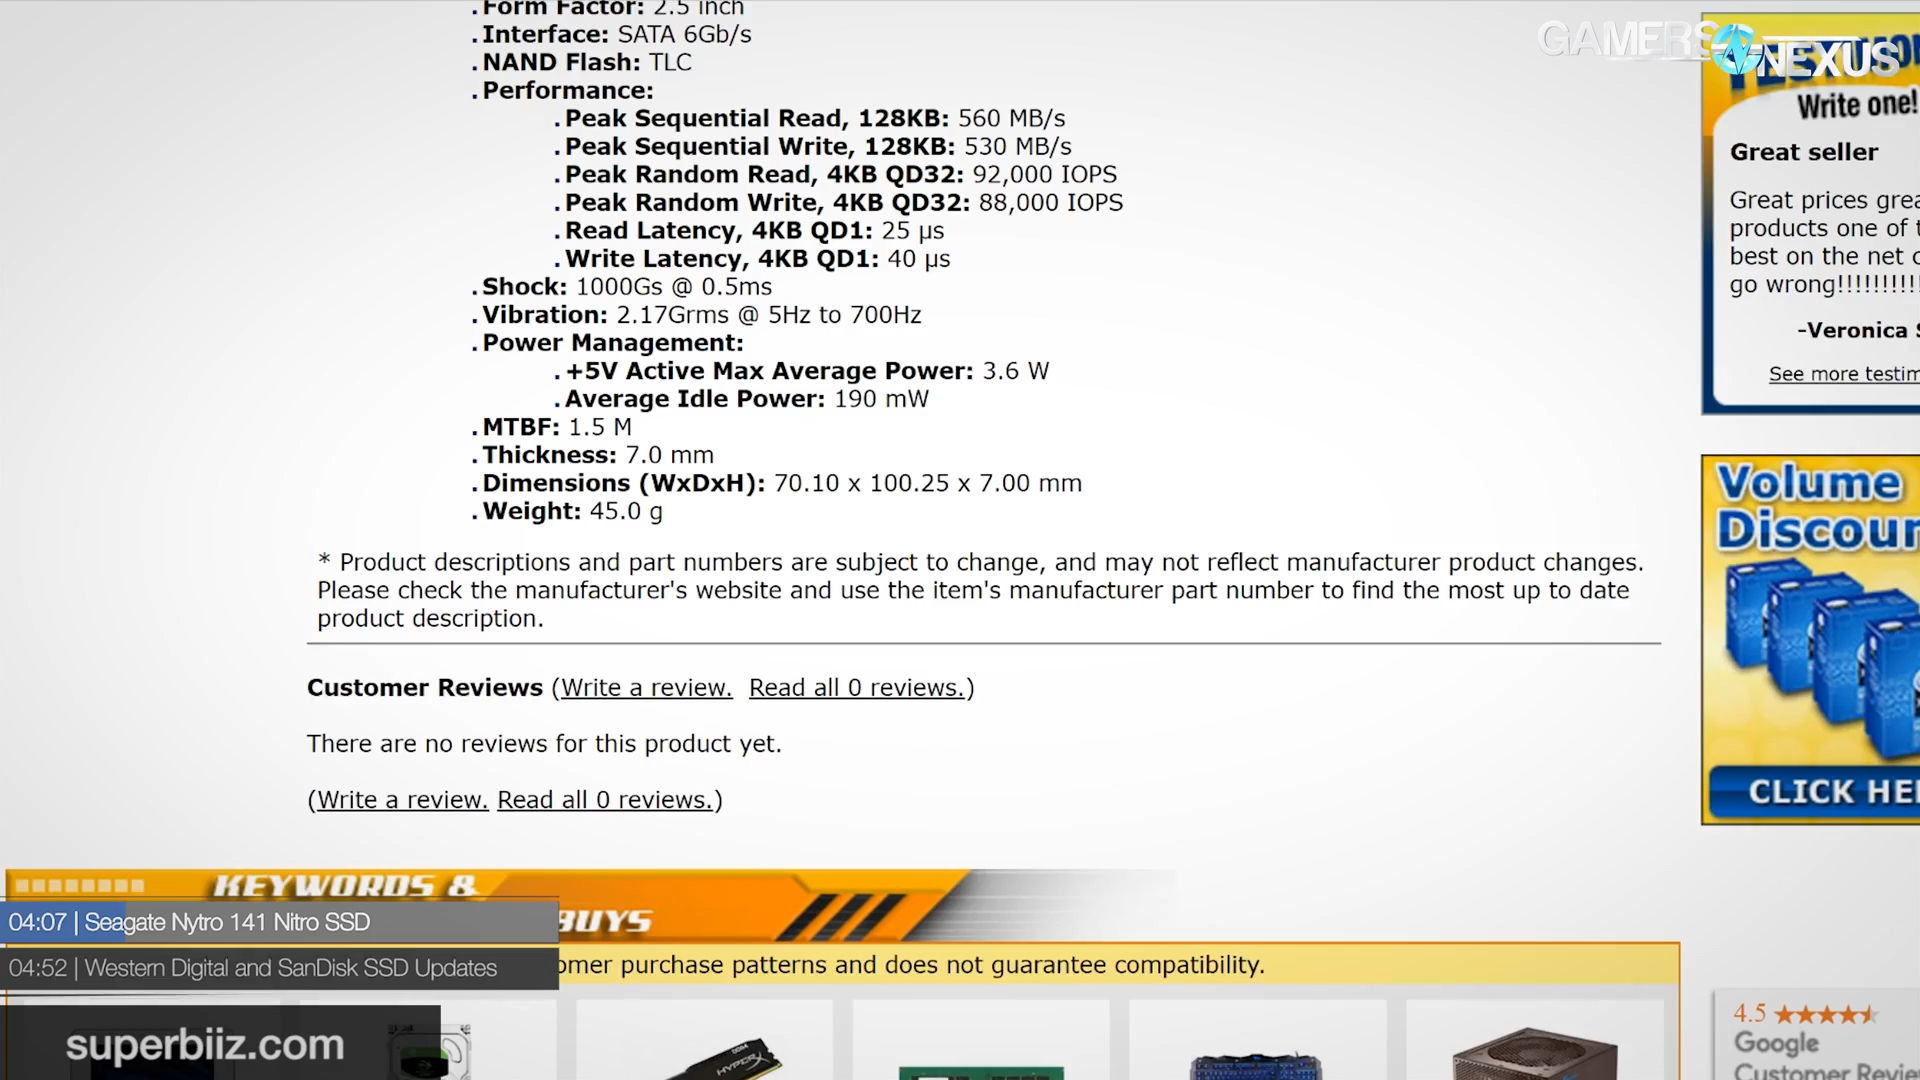 . Form Factor: 2.5 inch
. Interface: SATA 6Gb/s
. NAND Flash: TLC
. Performance:
. Peak Sequential Read, 128KB: 560 MB/s
. Peak Sequential Write, 128KB: 530 MB/s
. Peak Random Read, 4KB QD32: 92,000 IOPS
. Peak Random Write, 4KB QD32: 88,000 IOPS
. Read Latency, 4KB QD1: 25 µs
. Write Latency, 4KB QD1: 40 µs
. Shock: 1000Gs @ 0.5ms
. Vibration: 2.17Grms @ 5Hz to 700Hz
. Power Management:
. +5V Active Max Average Power: 3.6 W
. Average Idle Power: 190 mW
. MTBF: 1.5 M
. Thickness: 7.0 mm
. Dimensions (WxDxH): 70.10 x 100.25 x 7.00 mm
. Weight: 45.0 g
* Product descriptions and part numbers are subject to change, and may not reflect manufacturer product changes.
Please check the manufacturer's website and use the item's manufacturer part number to find the most up to date
product description.
Customer Reviews (Write a review. Read all 0 reviews.)
There are no reviews for this product yet.
(Write a review. Read all 0 reviews.)
KEYWORDS &
BUYS
omer purchase patterns and does not guarantee compatibility.
04:07 | Seagate Nytro 141 Nitro SSD
04:52 | Western Digital and SanDisk SSD Updates
superbiiz.com
HYPERX
DDR4
GAMERS
NEXUS
Write one!
Great seller
Great prices grea
products one of t
best on the net c
go wrong!!!!!!!!!!
-Veronica S
See more testim
Volume
Discoun
CLICK HE
4.5
Google
Customer Revie